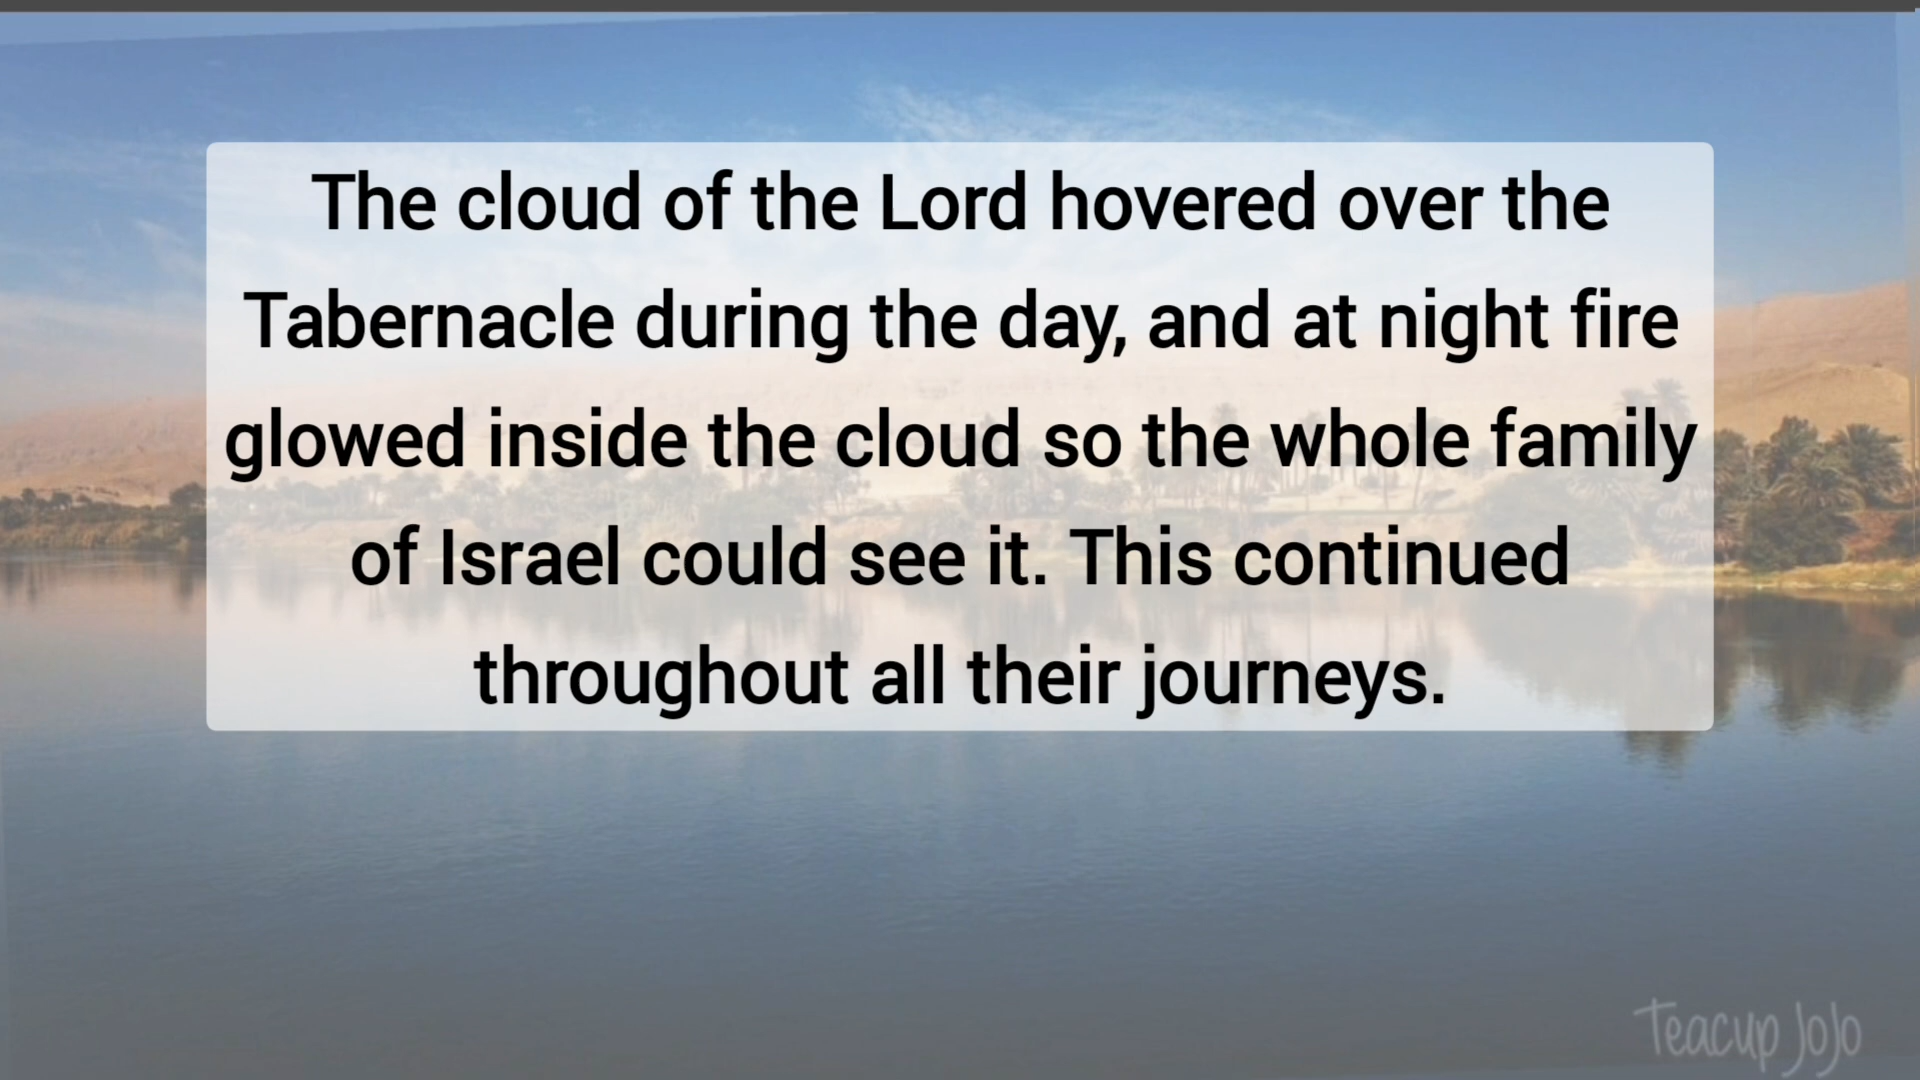 The cloud of the Lord hovered over the
Tabernacle during the day, and at night fire
glowed inside the cloud so the whole family
of Israel could see it. This continued
throughout all their journeys.
Teacup JoJo